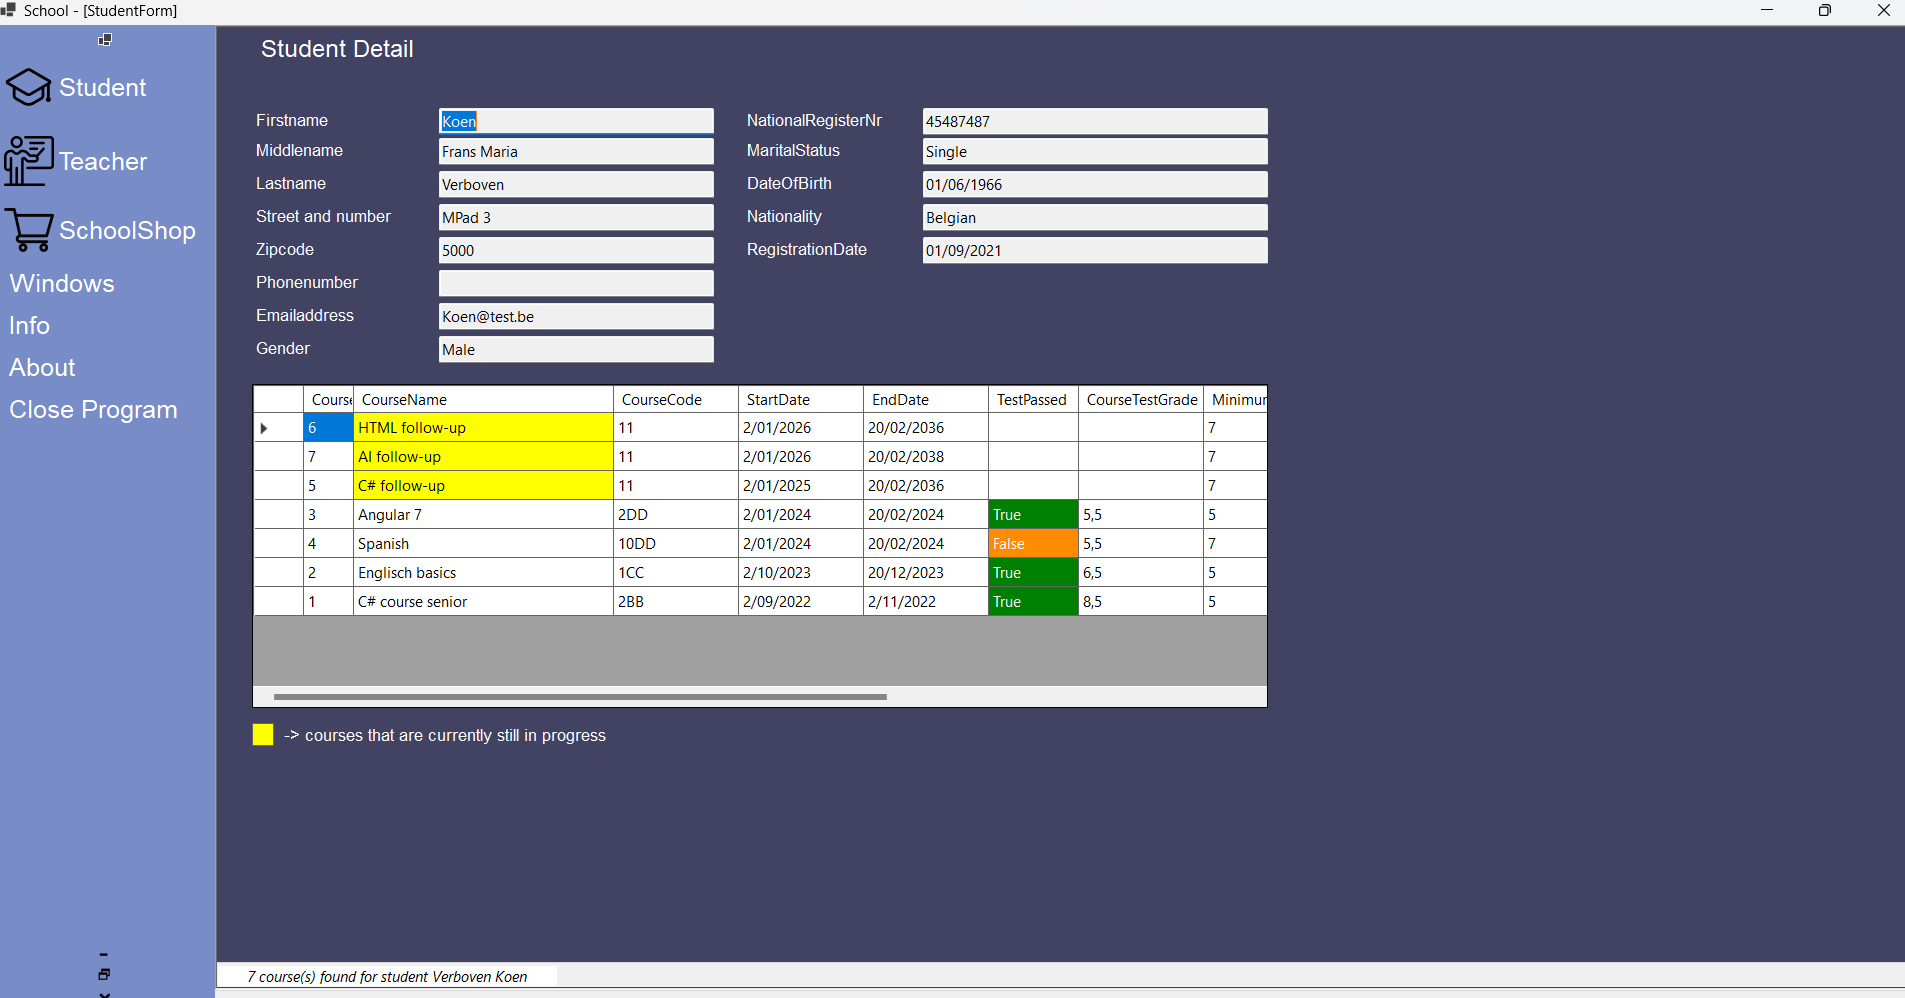 School - [StudentForm]
Student
Teacher
SchoolShop
Windows
Info
About
Close Program
Student Detail
Firstname Koen NationalRegisterNr 45487487
Middlename Frans Maria MaritalStatus Single
Lastname Verboven DateOfBirth 01/06/1966
Street and number MPad 3 Nationality Belgian
Zipcode 5000 RegistrationDate 01/09/2021
Phonenumber
Emailaddress Koen@test.be
Gender Male
Course CourseName CourseCode StartDate EndDate TestPassed CourseTestGrade Minimur
6 HTML follow-up 11 2/01/2026 20/02/2036 7
7 AI follow-up 11 2/01/2026 20/02/2038 7
5 C# follow-up 11 2/01/2025 20/02/2036 7
3 Angular 7 2DD 2/01/2024 20/02/2024 True 5,5 5
4 Spanish 10DD 2/01/2024 20/02/2024 False 5,5 7
2 Englisch basics 1CC 2/10/2023 20/12/2023 True 6,5 5
1 C# course senior 2BB 2/09/2022 2/11/2022 True 8,5 5
-> courses that are currently still in progress
7 course(s) found for student Verboven Koen